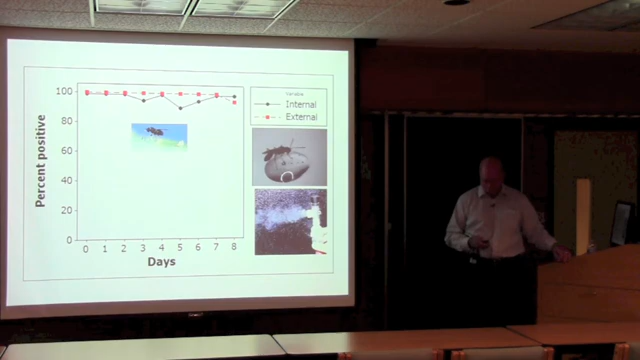 Percent positive
100
80
60
40
20
0
0 1 2 3 4 5 6 7 8
Days
Variable
Internal
External